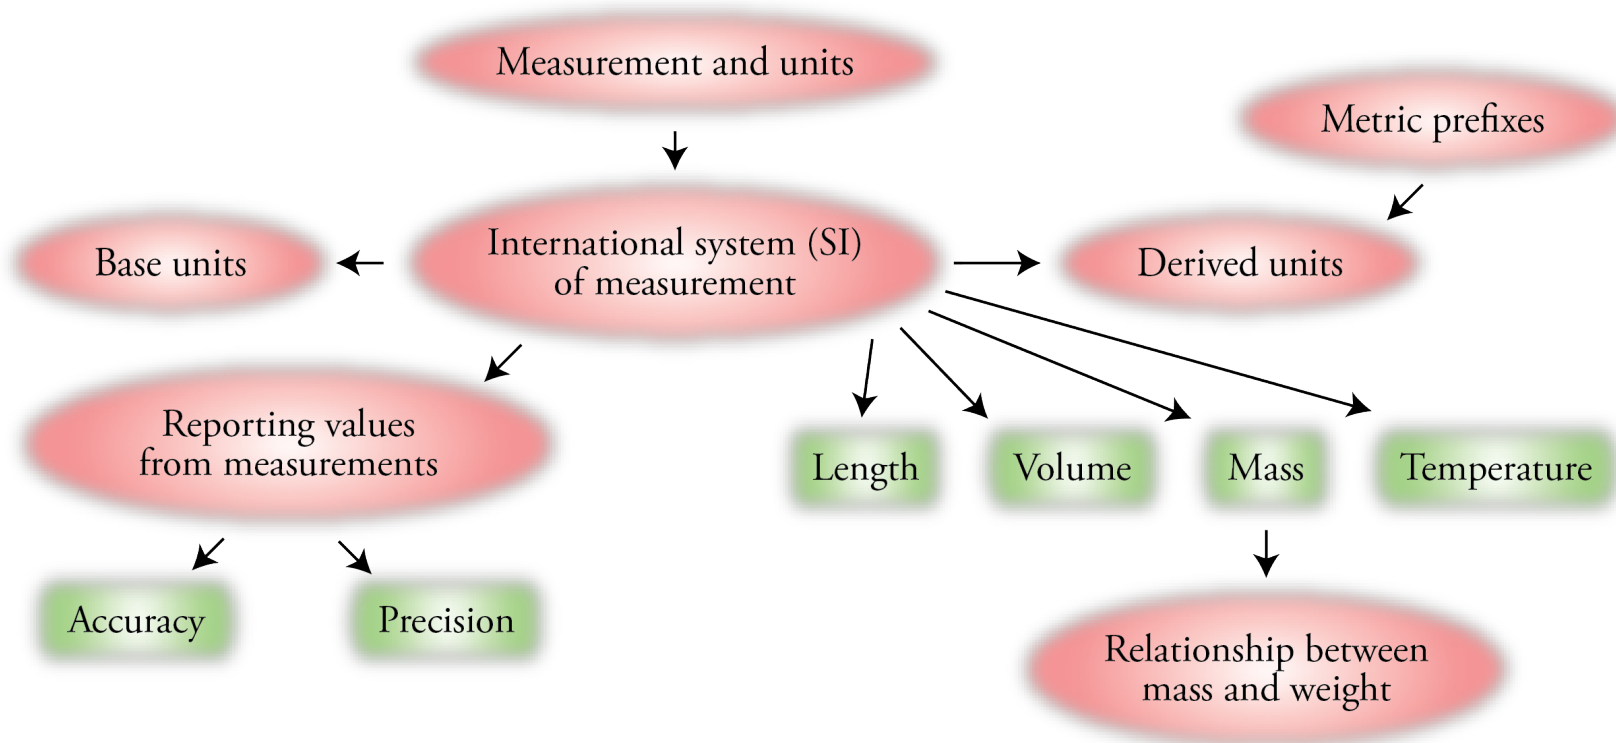 Measurement and units
Metric prefixes
Base units
International system (SI)
of measurement
Derived units
Reporting values
from measurements
Length
Volume
Mass
Temperature
Accuracy
Precision
Relationship between
mass and weight